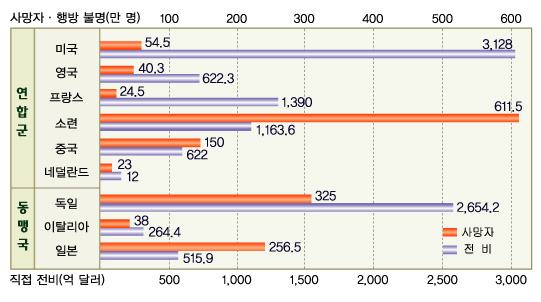 사망자 · 행방 불명(만 명) 100 200 300 400 500 600
연합군
미국 54.5 3,128
영국 40.3 622.3
프랑스 24.5 1,390
소련 611.5 1,163.6
중국 150 622
네덜란드 23 12
동맹국
독일 325 2,654.2
이탈리아 38 264.4
일본 256.5 515.9
사망자
전 비
직접 전비(억 달러) 500 1,000 1,500 2,000 2,500 3,000